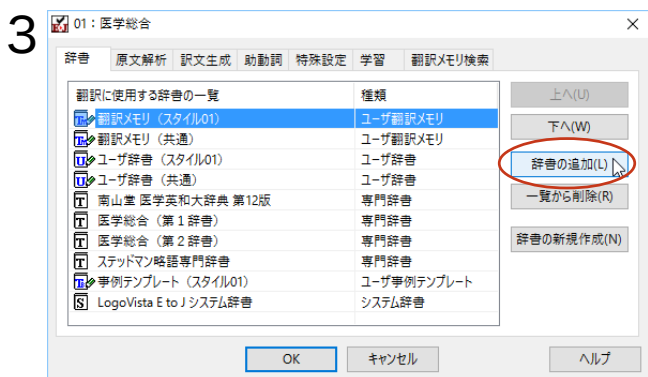 3
01：医学総合
辞書 原文解析 訳文生成 助動詞 特殊設定 学習 翻訳メモリ検索
翻訳に使用する辞書の一覧 種類
翻訳メモリ（スタイル01） ユーザ翻訳メモリ
翻訳メモリ（共通） ユーザ翻訳メモリ
ユーザ辞書（スタイル01） ユーザ辞書
ユーザ辞書（共通） ユーザ辞書
南山堂 医学英和大辞典 第12版 専門辞書
医学総合（第１辞書） 専門辞書
医学総合（第２辞書） 専門辞書
ステッドマン略語専門辞書 専門辞書
事例テンプレート（スタイル01） ユーザ事例テンプレート
LogoVista E to J システム辞書 システム辞書
上へ(U)
下へ(W)
辞書の追加(L)
一覧から削除(R)
辞書の新規作成(N)
OK キャンセル ヘルプ